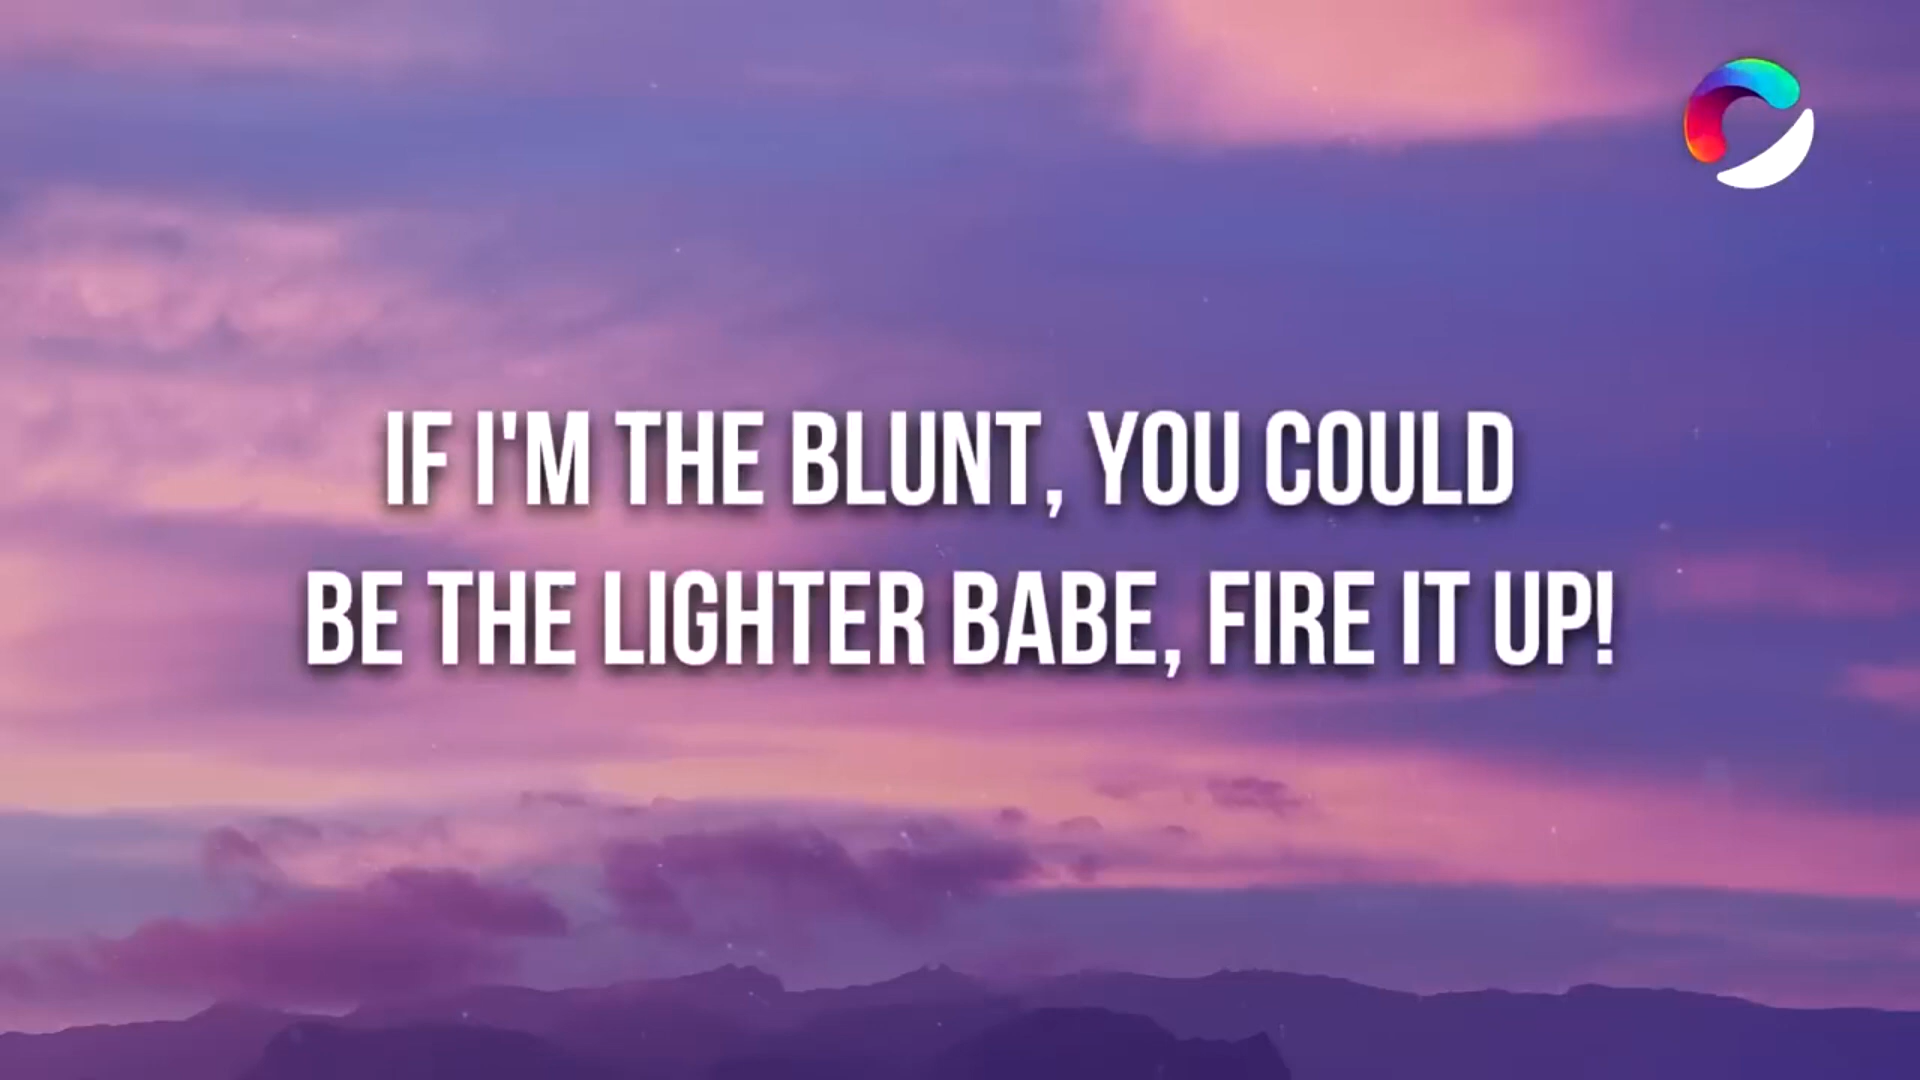 IF I'M THE BLUNT, YOU COULD
BE THE LIGHTER BABE, FIRE IT UP!